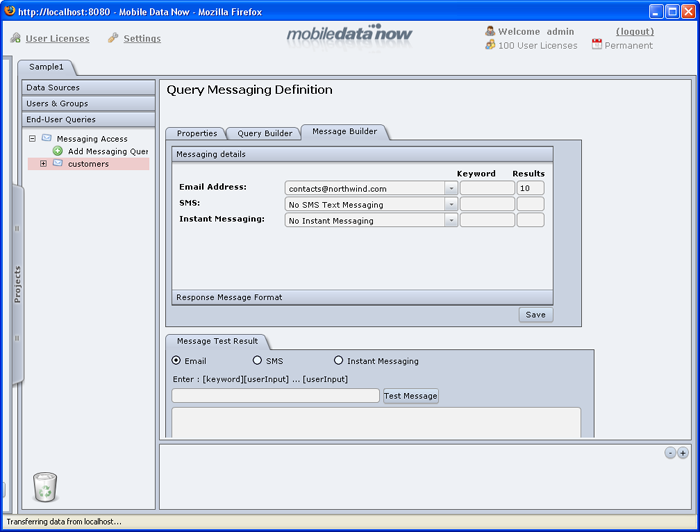 http://localhost:8080 - Mobile Data Now - Mozilla Firefox
User Licenses
Settings
mobiledata now
Welcome admin
(logout)
100 User Licenses
Permanent
Sample1
Data Sources
Users & Groups
End-User Queries
Messaging Access
Add Messaging Quer
customers
Projects
Query Messaging Definition
Properties
Query Builder
Message Builder
Messaging details
Keyword
Results
Email Address:
contacts@northwind.com
10
SMS:
No SMS Text Messaging
Instant Messaging:
No Instant Messaging
Response Message Format
Save
Message Test Result
Email
SMS
Instant Messaging
Enter : [keyword][userInput] ... [userInput]
Test Message
Transferring data from localhost...